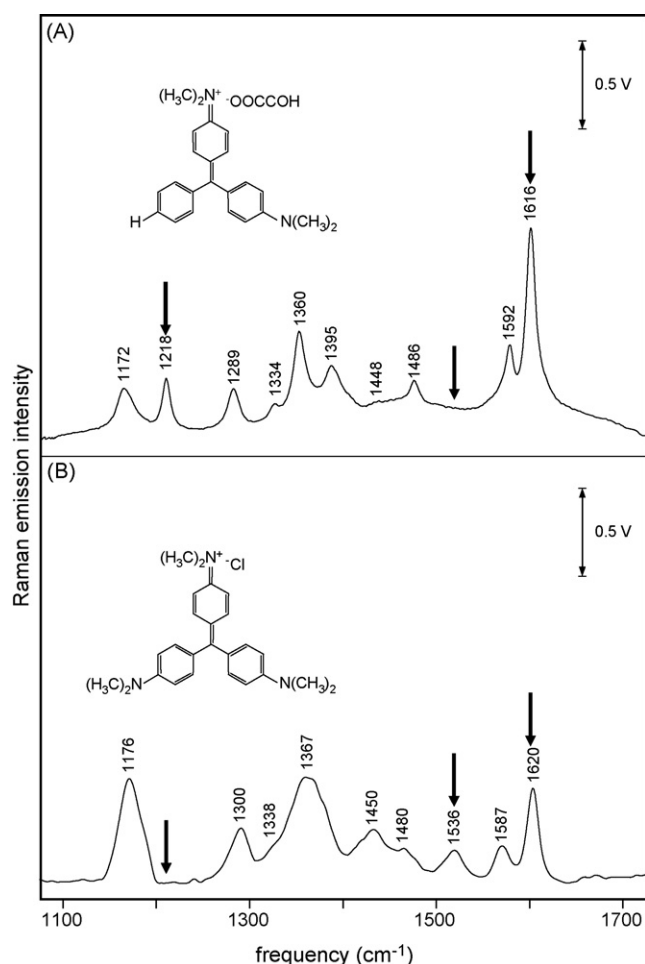 (A)
(H₃C)₂N⁺
⁻OOCCOH
0.5 V
H
N(CH₃)₂
1172
1218
1289
1334
1360
1395
1448
1486
1592
1616
Raman emission intensity
(B)
(H₃C)₂N⁺
⁻Cl
0.5 V
(H₃C)₂N
N(CH₃)₂
1176
1300
1338
1367
1450
1480
1536
1587
1620
1100 1300 1500 1700
frequency (cm⁻¹)